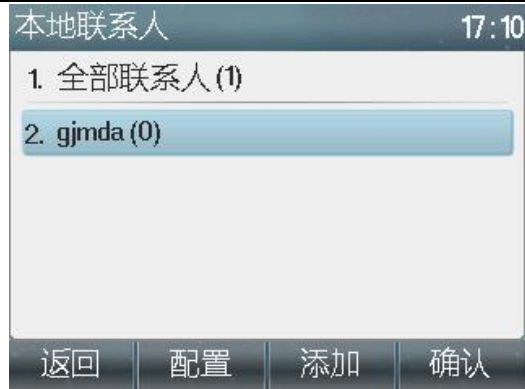 本地联系人 17:10
1. 全部联系人(1)
2. gjmda (0)
返回 配置 添加 确认